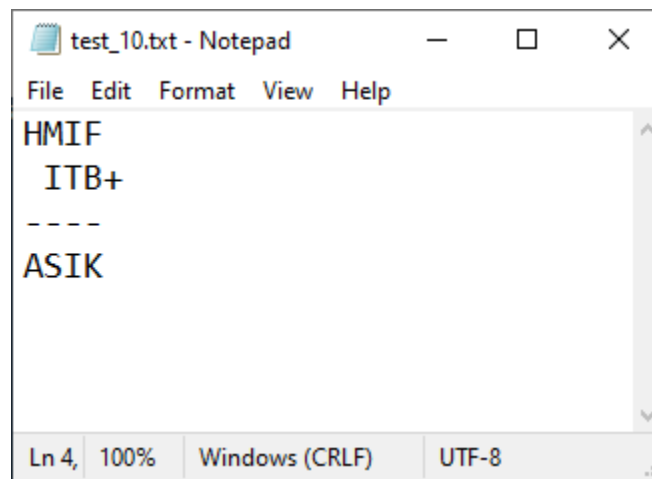 test_10.txt - Notepad
File Edit Format View Help
HMIF
 ITB+
----
ASIK
Ln 4, 100% Windows (CRLF) UTF-8